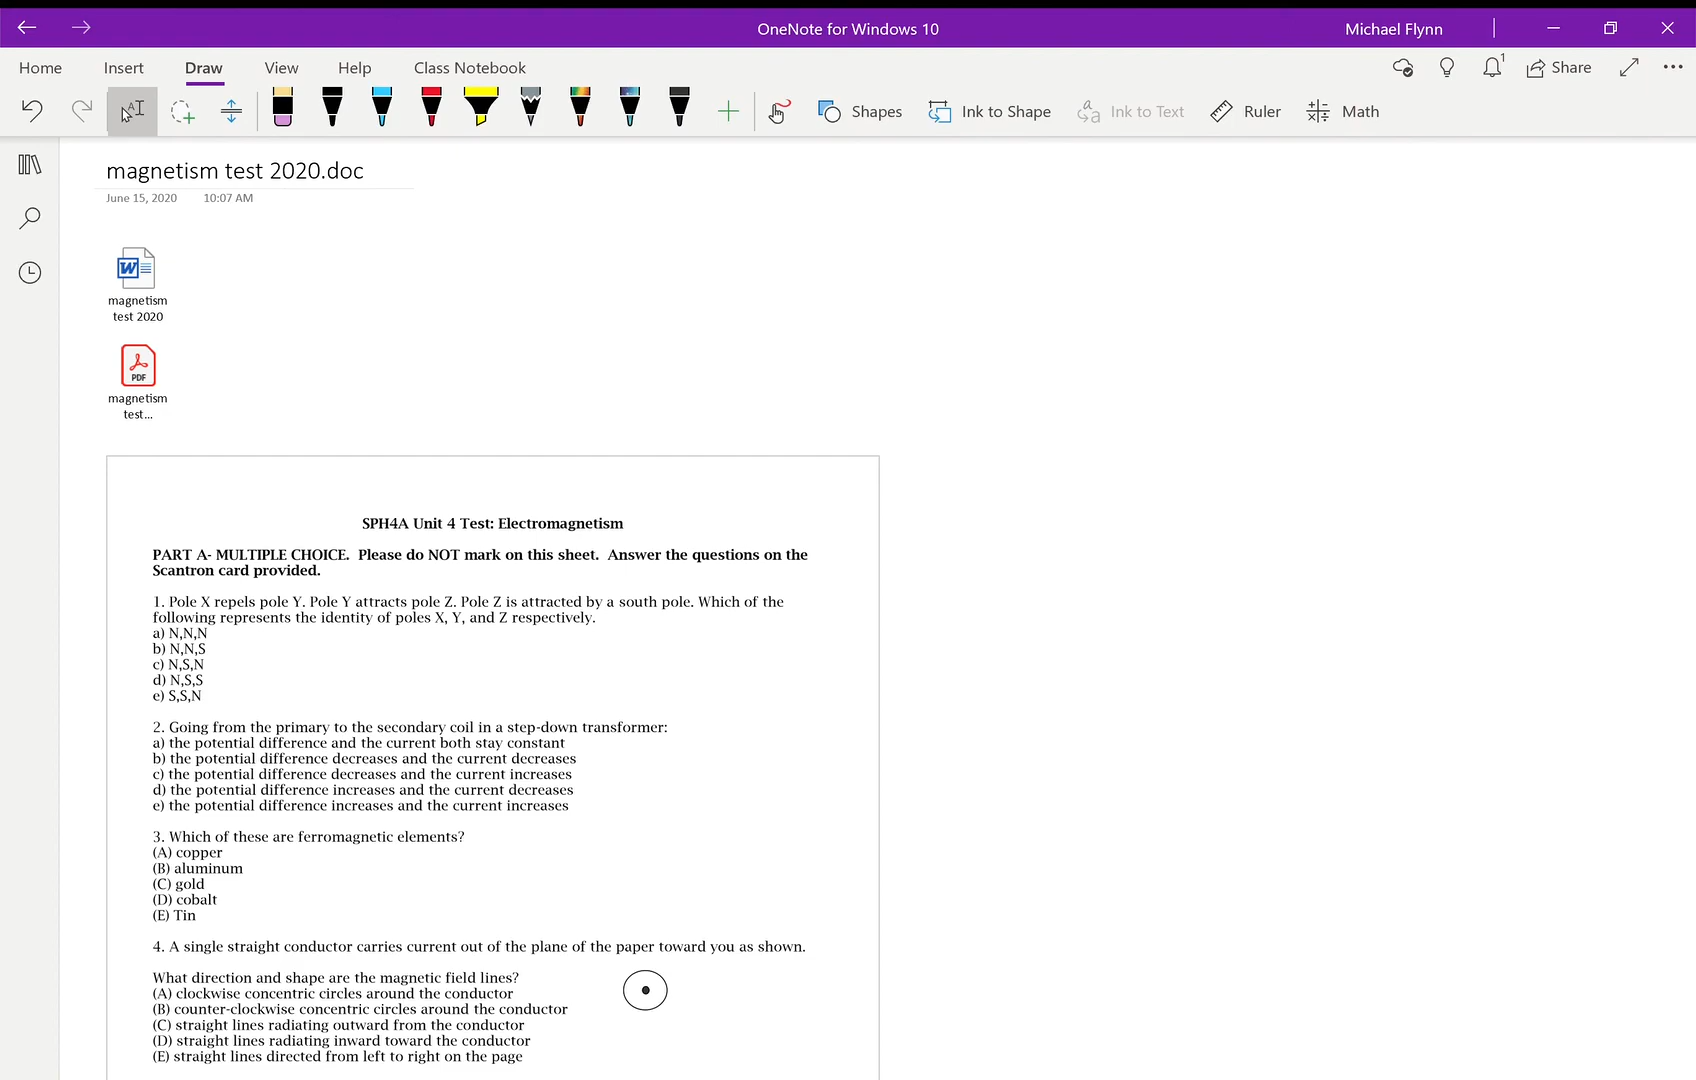 OneNote for Windows 10
Michael Flynn
Home Insert Draw View Help Class Notebook
1
Share
Shapes Ink to Shape Ink to Text Ruler Math
magnetism test 2020.doc
June 15, 2020 10:07 AM
magnetism
test 2020
PDF
magnetism
test...
SPH4A Unit 4 Test: Electromagnetism
PART A- MULTIPLE CHOICE. Please do NOT mark on this sheet. Answer the questions on the
Scantron card provided.
1. Pole X repels pole Y. Pole Y attracts pole Z. Pole Z is attracted by a south pole. Which of the
following represents the identity of poles X, Y, and Z respectively.
a) N,N,N
b) N,N,S
c) N,S,N
d) N,S,S
e) S,S,N
2. Going from the primary to the secondary coil in a step-down transformer:
a) the potential difference and the current both stay constant
b) the potential difference decreases and the current decreases
c) the potential difference decreases and the current increases
d) the potential difference increases and the current decreases
e) the potential difference increases and the current increases
3. Which of these are ferromagnetic elements?
(A) copper
(B) aluminum
(C) gold
(D) cobalt
(E) Tin
4. A single straight conductor carries current out of the plane of the paper toward you as shown.
What direction and shape are the magnetic field lines?
(A) clockwise concentric circles around the conductor
(B) counter-clockwise concentric circles around the conductor
(C) straight lines radiating outward from the conductor
(D) straight lines radiating inward toward the conductor
(E) straight lines directed from left to right on the page